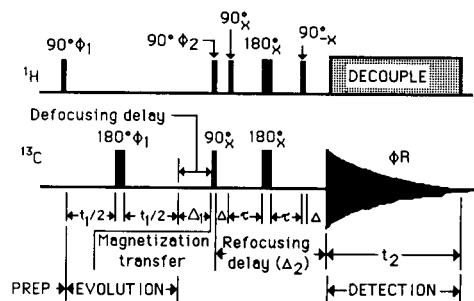 90°Φ1 90°Φ2 90°x 180°x 90°-x
¹H DECOUPLE
Defocusing delay
180°Φ1 90°x 180°x ΦR
¹³C
t₁/2 t₁/2 Δ₁ Δ τ τ Δ
Magnetization transfer
Refocusing delay (Δ₂)
t₂
PREP EVOLUTION DETECTION